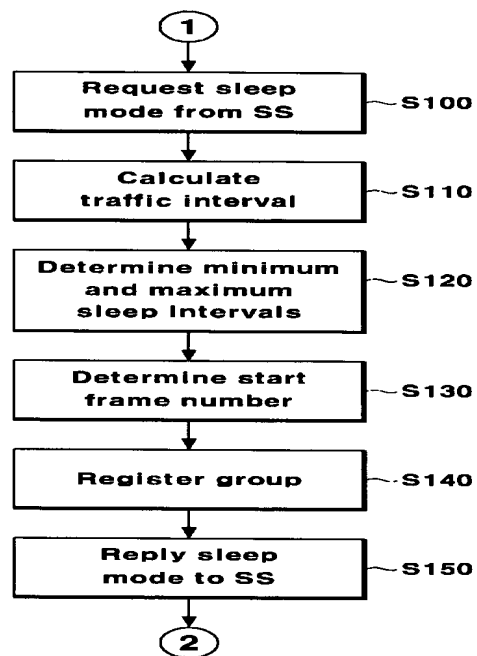 1
Request sleep
mode from SS
S100
Calculate
traffic interval
S110
Determine minimum
and maximum
sleep intervals
S120
Determine start
frame number
S130
Register group
S140
Reply sleep
mode to SS
S150
2